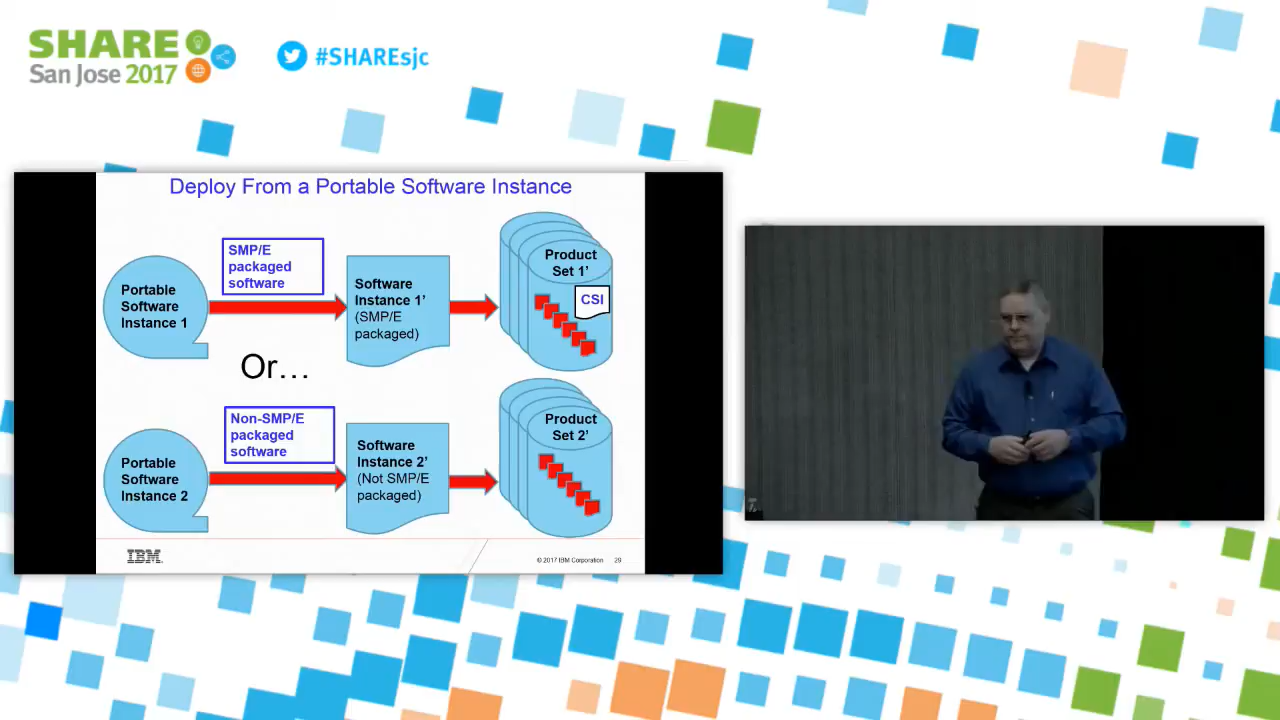 SHARE
San Jose 2017
#SHAREsjc
Deploy From a Portable Software Instance
SMP/E
packaged
software
Portable
Software
Instance 1
Software
Instance 1’
(SMP/E
packaged)
Product
Set 1’
CSI
Or…
Non-SMP/E
packaged
software
Portable
Software
Instance 2
Software
Instance 2’
(Not SMP/E
packaged)
Product
Set 2’
IBM
© 2017 IBM Corporation 29